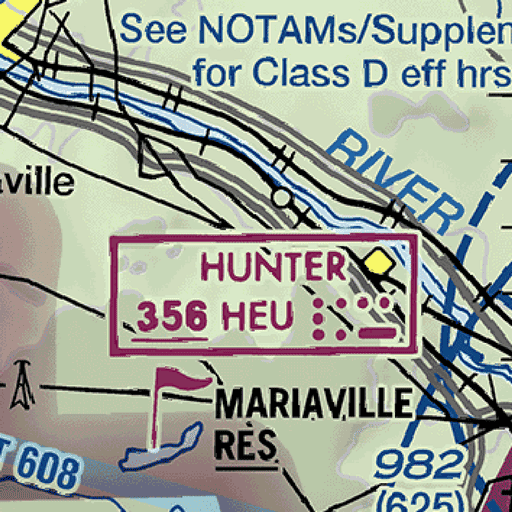 See NOTAMs/Supplem
for Class D eff hrs
RIVER
ville
HUNTER
356 HEU
MARIAVILLE
RES
T 608
982
(625)